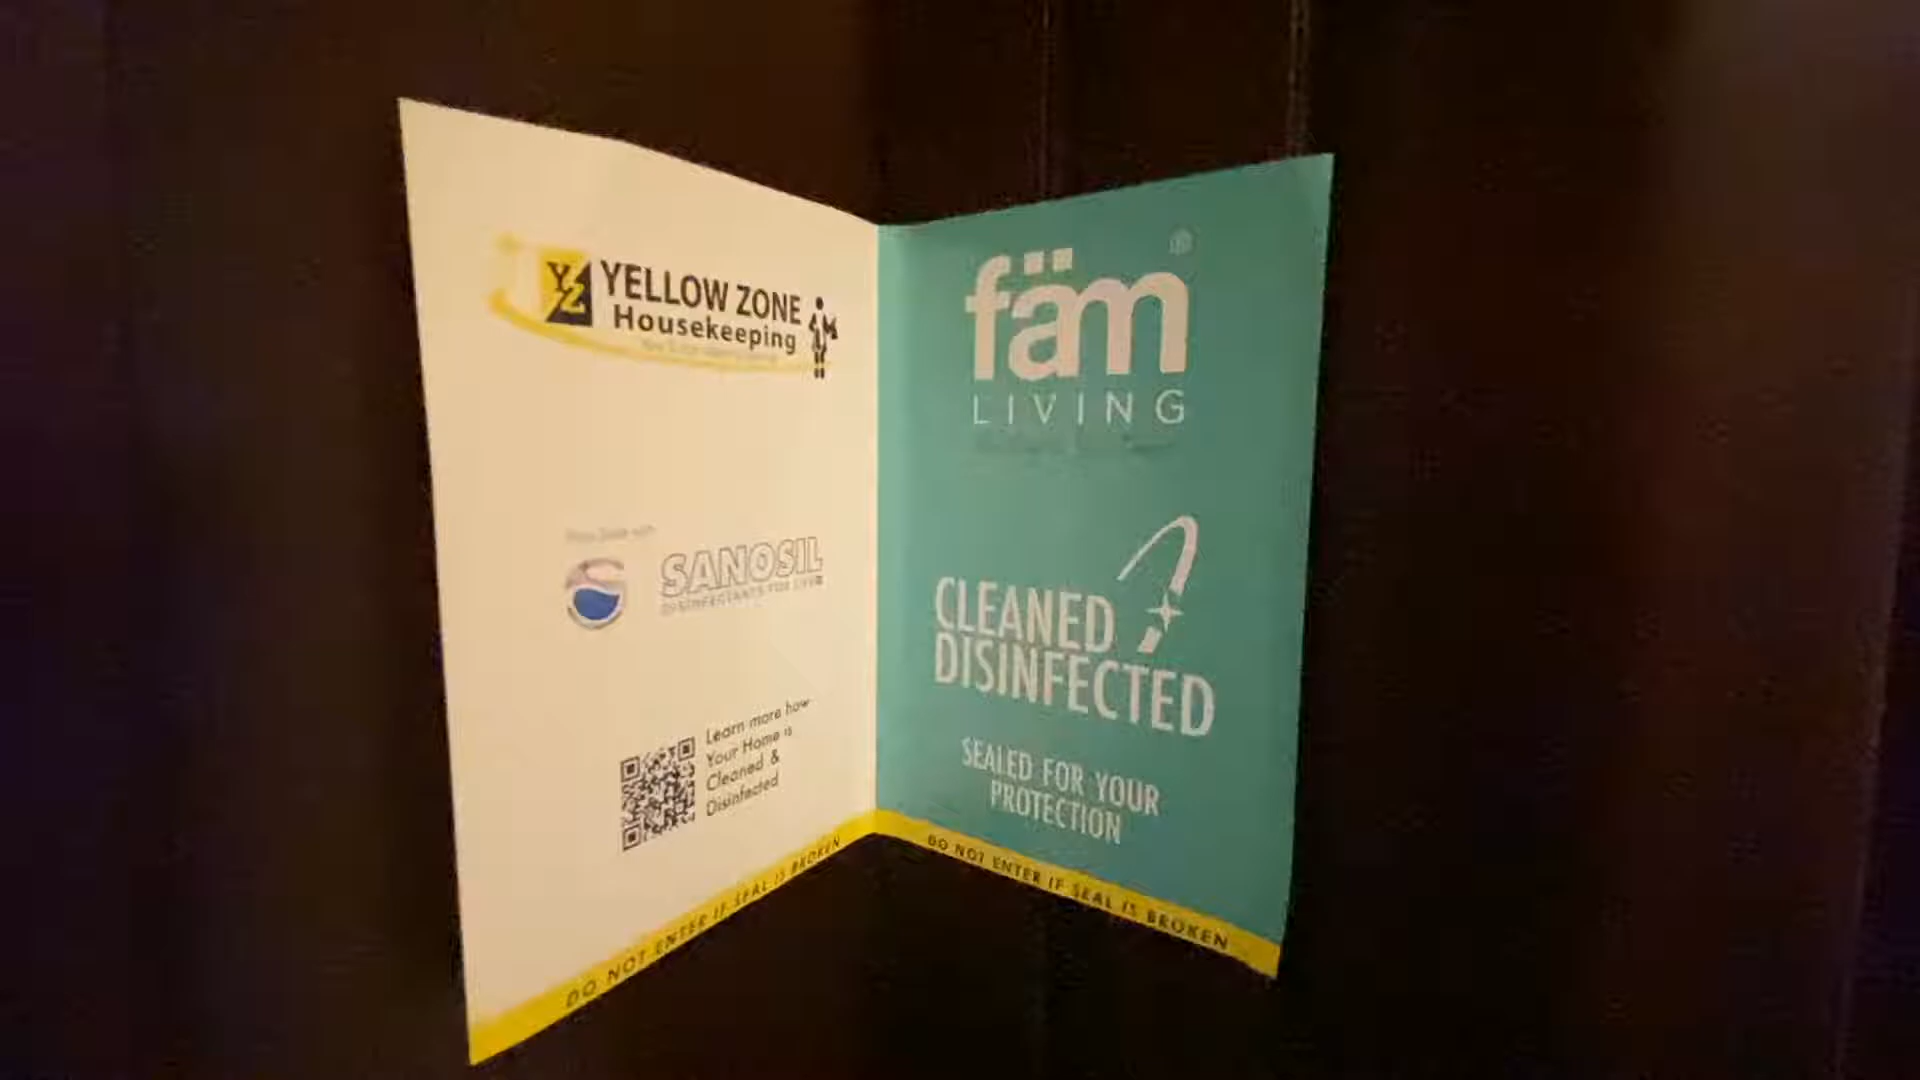 YZ
YELLOW ZONE
Housekeeping
SANOSIL
DISINFECTANTS FOR LIFE
Learn more how
Your Home is
Cleaned &
Disinfected
DO NOT ENTER IF SEAL IS BROKEN
fäm
®
LIVING
CLEANED
DISINFECTED
SEALED FOR YOUR
PROTECTION
DO NOT ENTER IF SEAL IS BROKEN